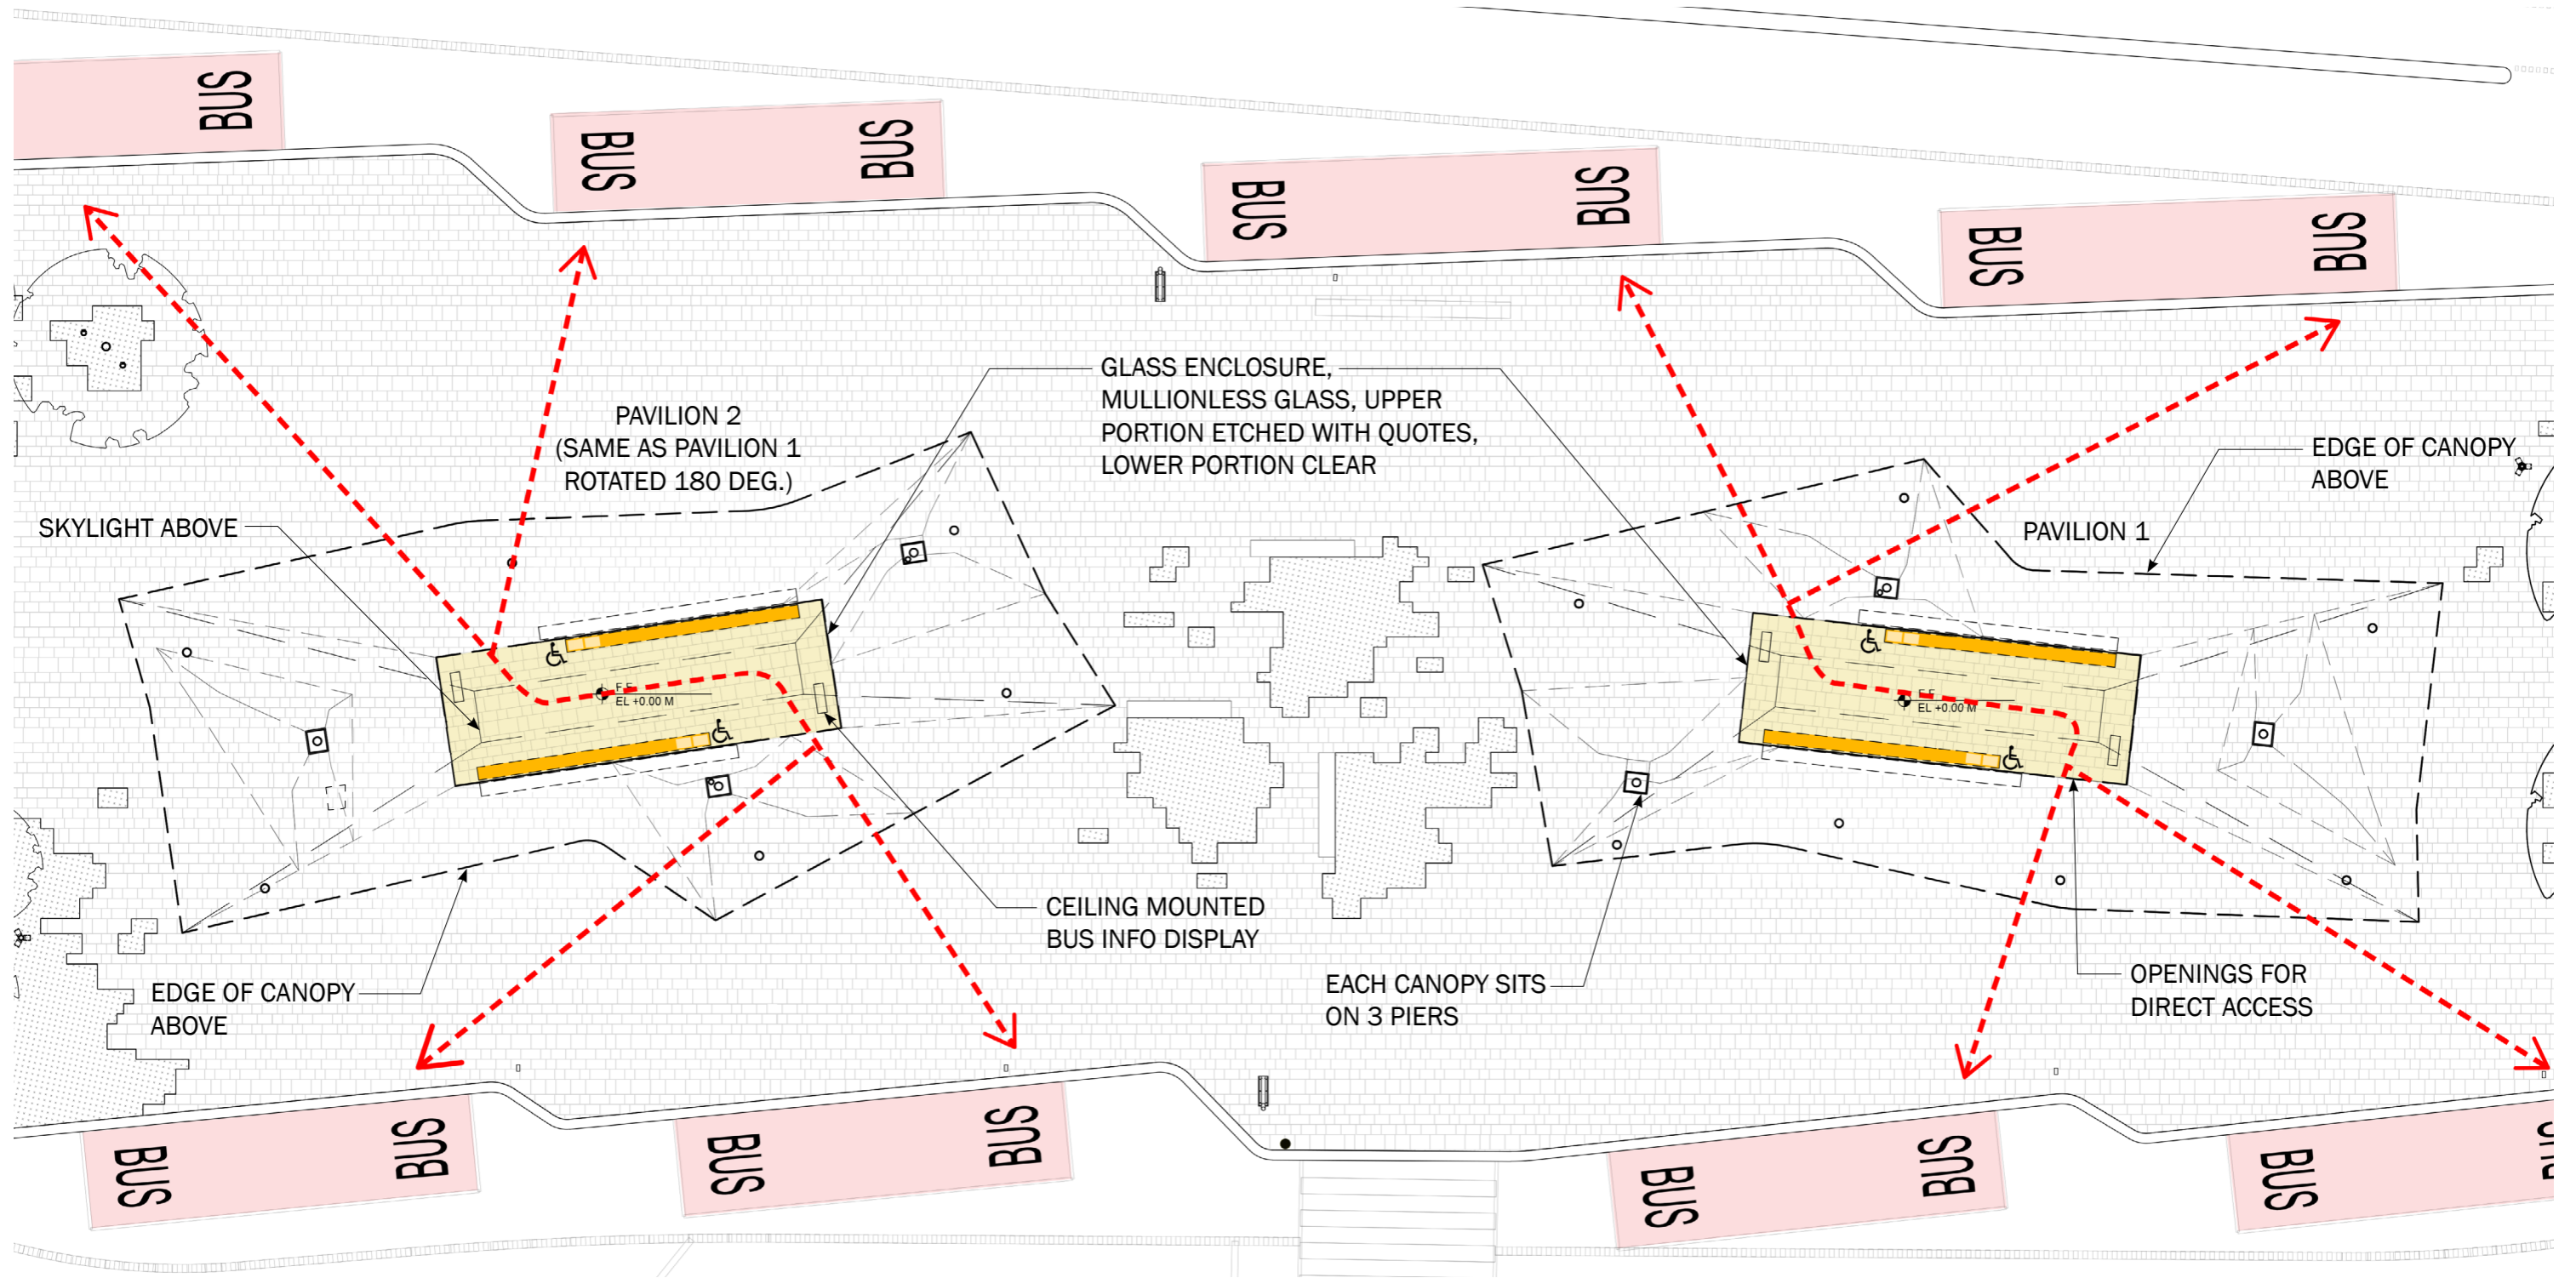 BUS
BUS
BUS
BUS
BUS
BUS
BUS
GLASS ENCLOSURE,
MULLIONLESS GLASS, UPPER
PORTION ETCHED WITH QUOTES,
LOWER PORTION CLEAR
PAVILION 2
(SAME AS PAVILION 1
ROTATED 180 DEG.)
EDGE OF CANOPY
ABOVE
SKYLIGHT ABOVE
PAVILION 1
F.F.
EL +0.00 M
F.F.
EL +0.00 M
CEILING MOUNTED
BUS INFO DISPLAY
EDGE OF CANOPY
ABOVE
EACH CANOPY SITS
ON 3 PIERS
OPENINGS FOR
DIRECT ACCESS
BUS
BUS
BUS
BUS
BUS
BUS
BUS